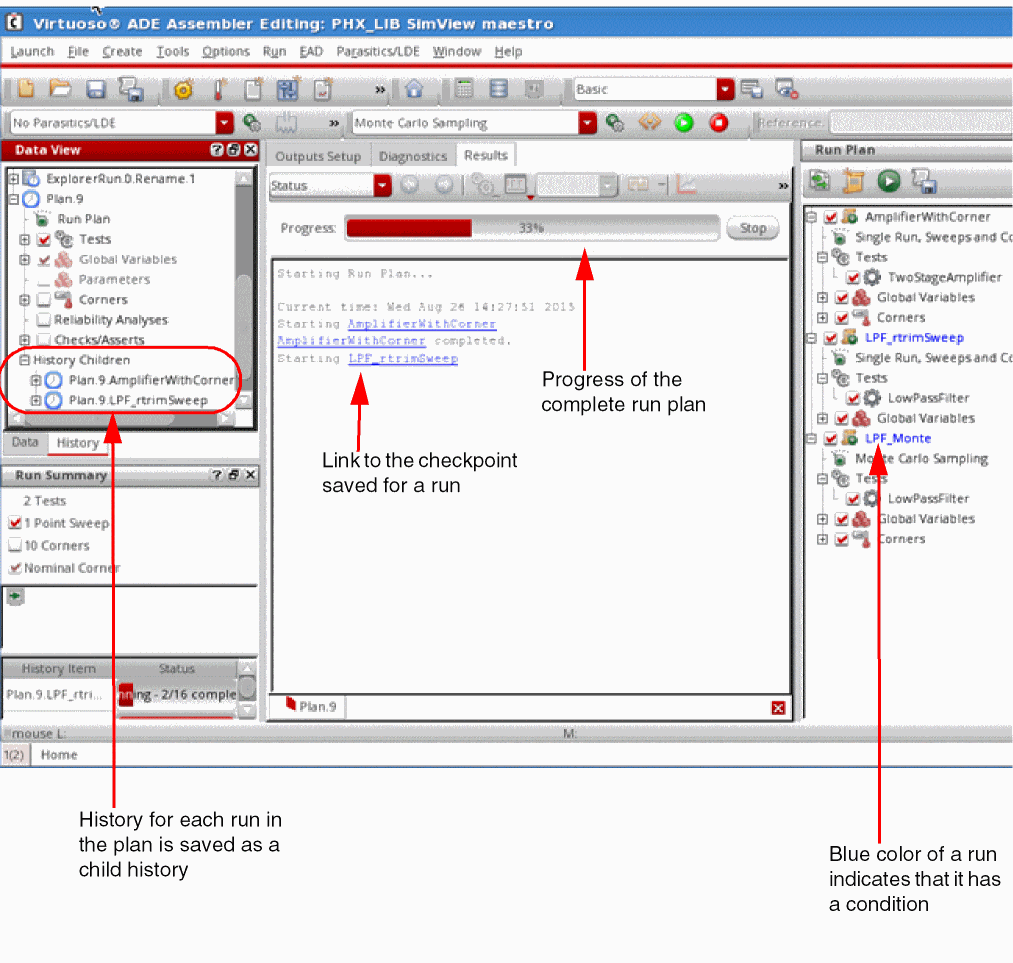 Virtuoso® ADE Assembler Editing: PHX_LIB SimView maestro
Launch File Create Tools Options Run EAD Parasitics/LDE Window Help
» Basic
No Parasitics/LDE » Monte Carlo Sampling Reference:
Data View
ExplorerRun.0.Rename.1
Plan.9
Run Plan
Tests
Global Variables
Parameters
Corners
Reliability Analyses
Checks/Asserts
History Children
Plan.9.AmplifierWithCorner
Plan.9.LPF_rtrimSweep
Data History
Run Summary
2 Tests
1 Point Sweep
10 Corners
Nominal Corner
History Item Status
Plan.9.LPF_rtri... nning - 2/16 comple
Outputs Setup Diagnostics Results
Status »
Progress: 33% Stop
Starting Run Plan...
Current time: Wed Aug 26 14:27:51 2015
Starting AmplifierWithCorner
AmplifierWithCorner completed.
Starting LPF_rtrimSweep
Link to the checkpoint
saved for a run
Progress of the
complete run plan
Plan.9
Run Plan
AmplifierWithCorner
Single Run, Sweeps and Co
Tests
TwoStageAmplifier
Global Variables
Corners
LPF_rtrimSweep
Single Run, Sweeps and Co
Tests
LowPassFilter
Global Variables
LPF_Monte
Monte Carlo Sampling
Tests
LowPassFilter
Global Variables
Corners
mouse L: M:
1(2) Home
History for each run in
the plan is saved as a
child history
Blue color of a run
indicates that it has
a condition